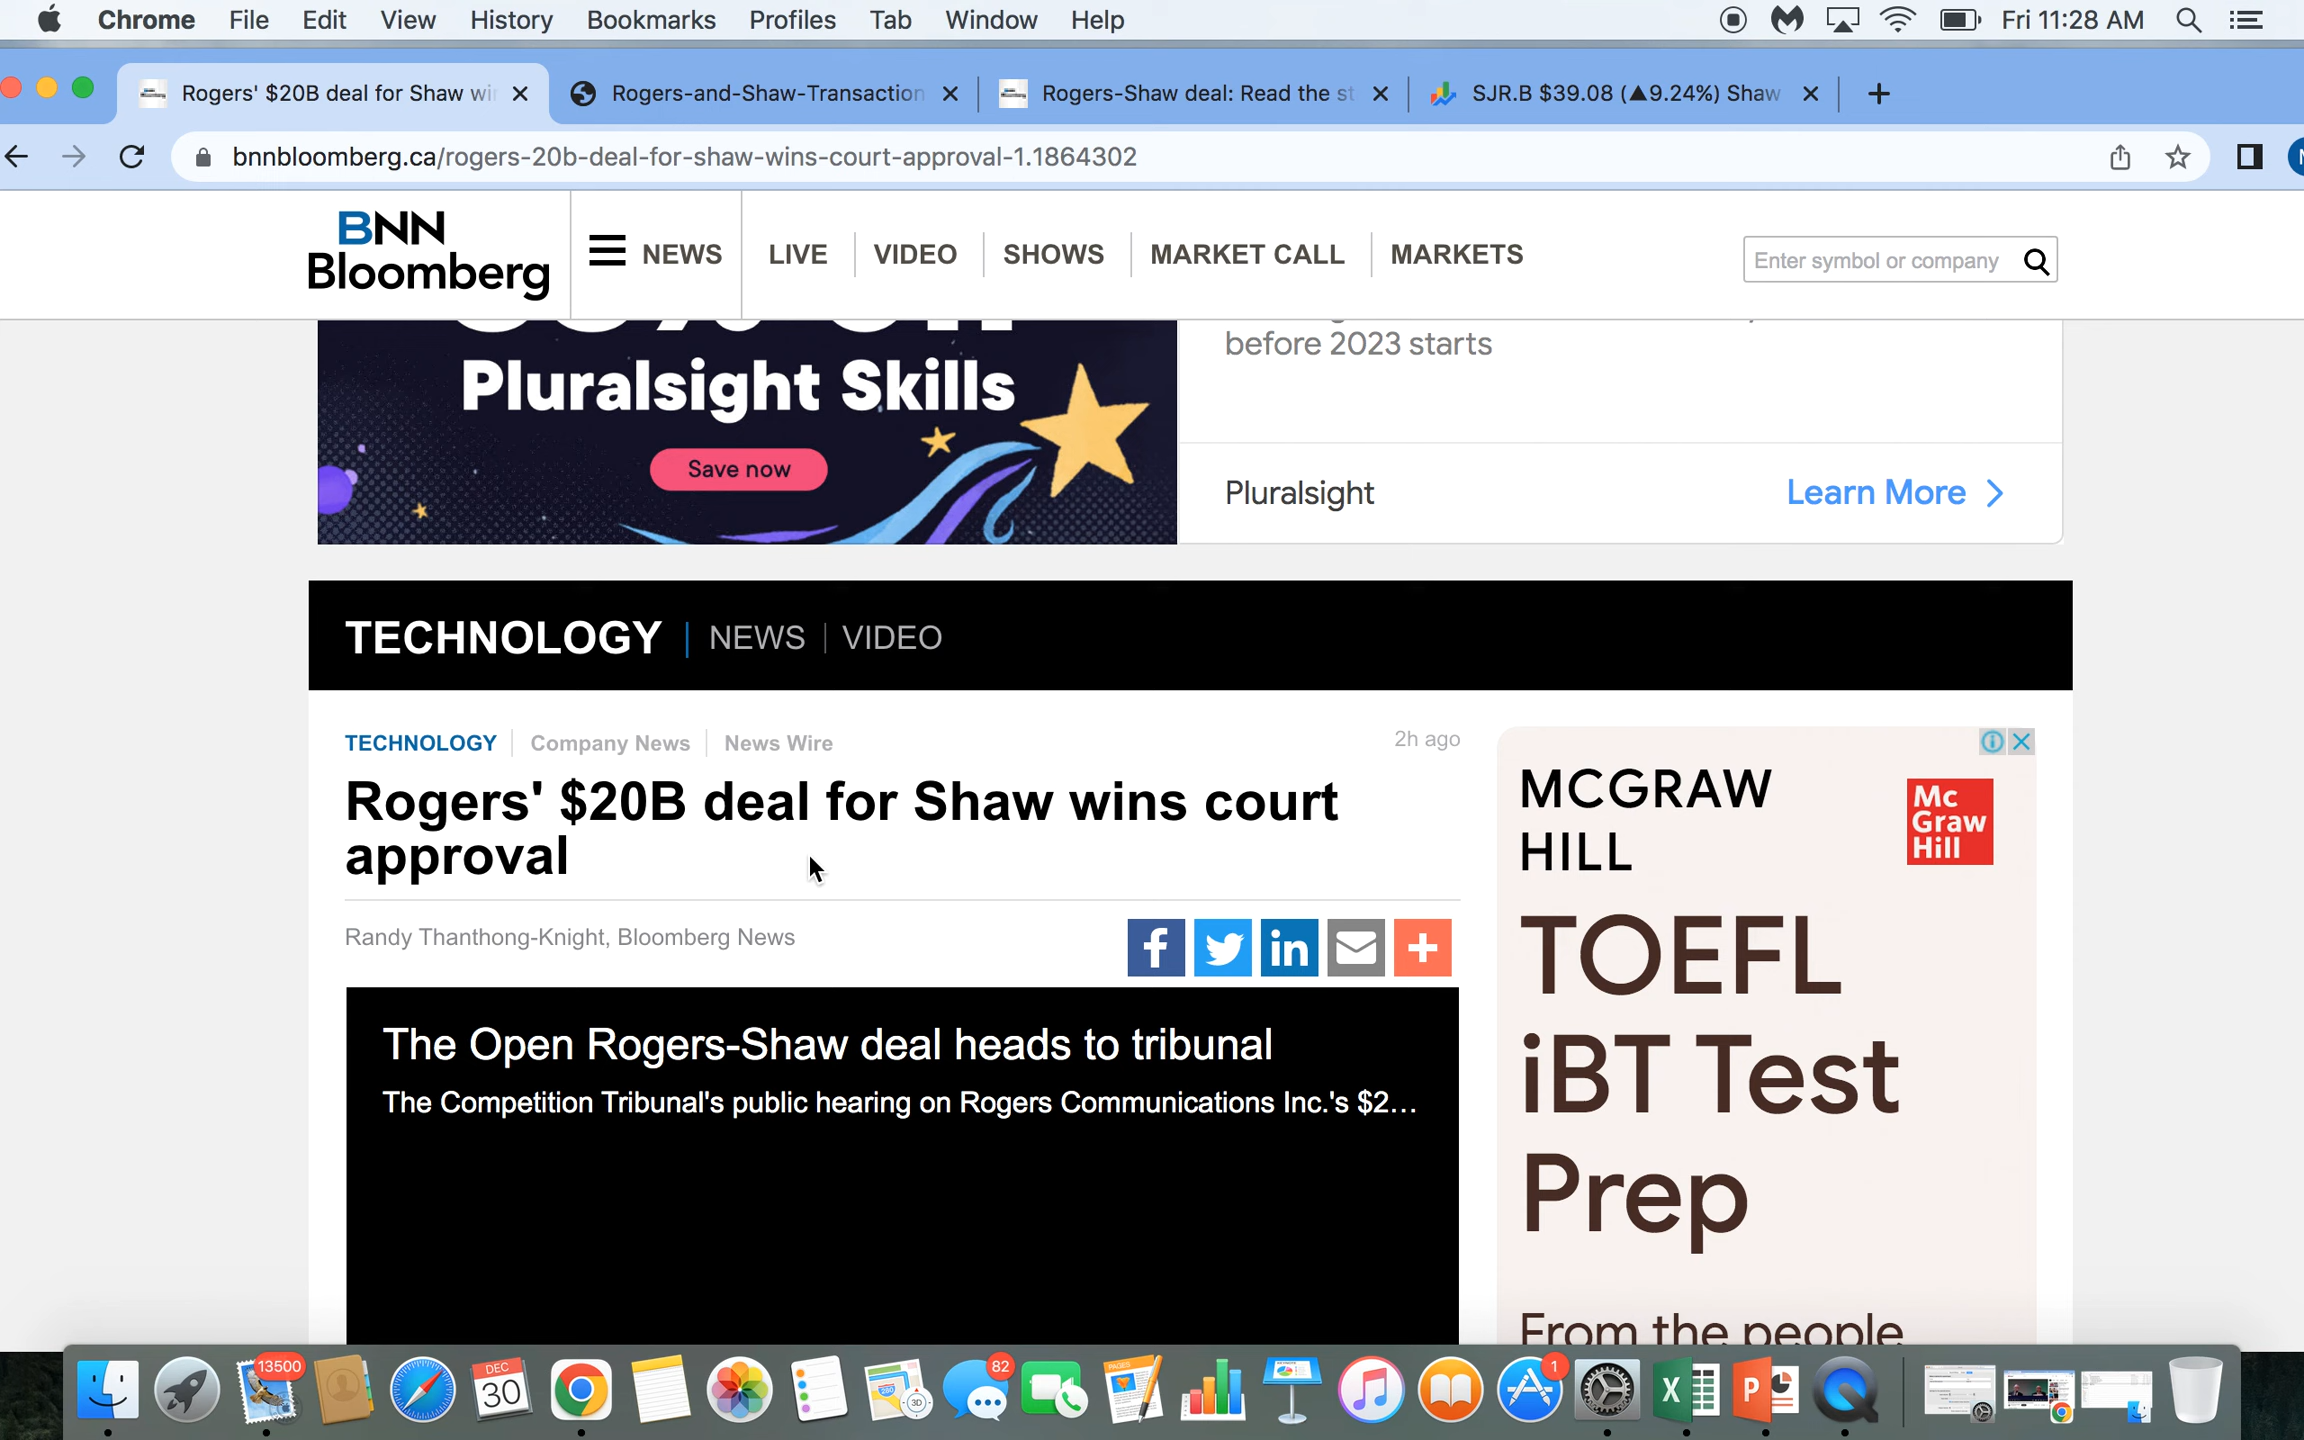 Chrome File Edit View History Bookmarks Profiles Tab Window Help Fri 11:28 AM
Rogers' $20B deal for Shaw wi Rogers-and-Shaw-Transaction Rogers-Shaw deal: Read the st SJR.B $39.08 (▲9.24%) Shaw
bnnbloomberg.ca/rogers-20b-deal-for-shaw-wins-court-approval-1.1864302
BNN
Bloomberg
NEWS LIVE VIDEO SHOWS MARKET CALL MARKETS
Enter symbol or company
Pluralsight Skills
Save now
before 2023 starts
Pluralsight
Learn More
TECHNOLOGY | NEWS | VIDEO
TECHNOLOGY Company News News Wire
2h ago
Rogers' $20B deal for Shaw wins court
approval
Randy Thanthong-Knight, Bloomberg News
The Open Rogers-Shaw deal heads to tribunal
The Competition Tribunal's public hearing on Rogers Communications Inc.'s $2...
MCGRAW
HILL
Mc
Graw
Hill
TOEFL
iBT Test
Prep
From the people
13500
DEC
30
280
3D
82
PAGES
1
X
P